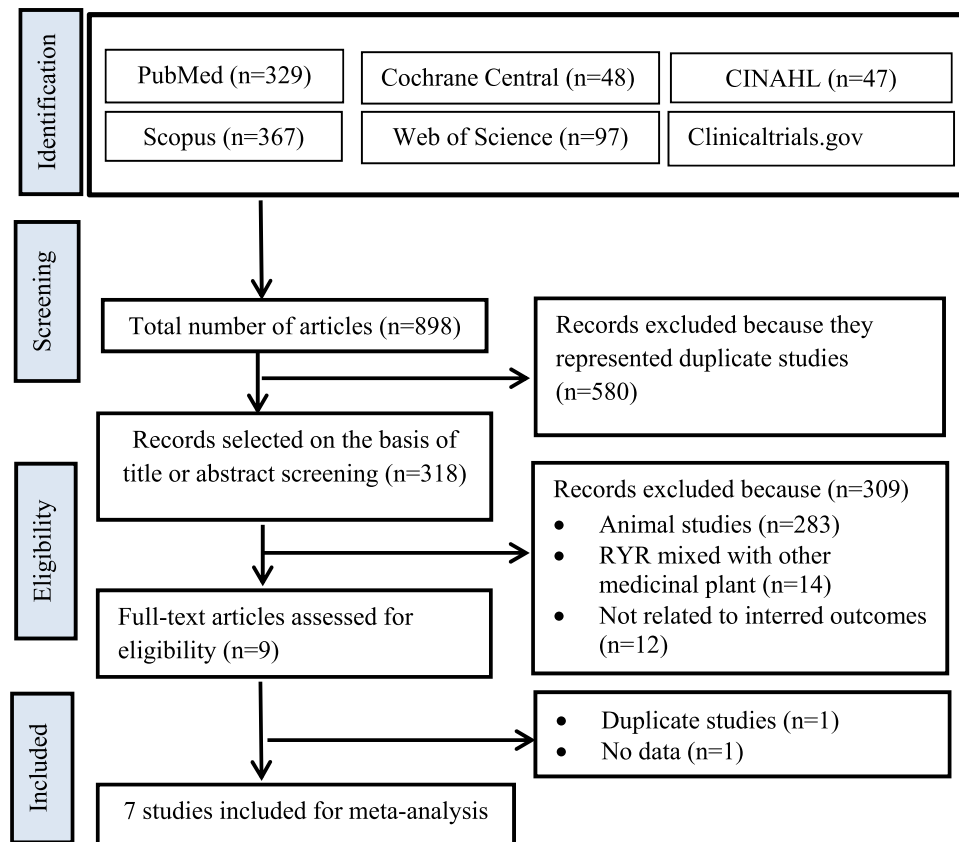 Identification
PubMed (n=329)
Cochrane Central (n=48)
CINAHL (n=47)
Scopus (n=367)
Web of Science (n=97)
Clinicaltrials.gov
Screening
Total number of articles (n=898)
Records excluded because they
represented duplicate studies
(n=580)
Records selected on the basis of
title or abstract screening (n=318)
Eligibility
Records excluded because (n=309)
• Animal studies (n=283)
• RYR mixed with other
medicinal plant (n=14)
• Not related to interred outcomes
(n=12)
Full-text articles assessed for
eligibility (n=9)
Included
• Duplicate studies (n=1)
• No data (n=1)
7 studies included for meta-analysis